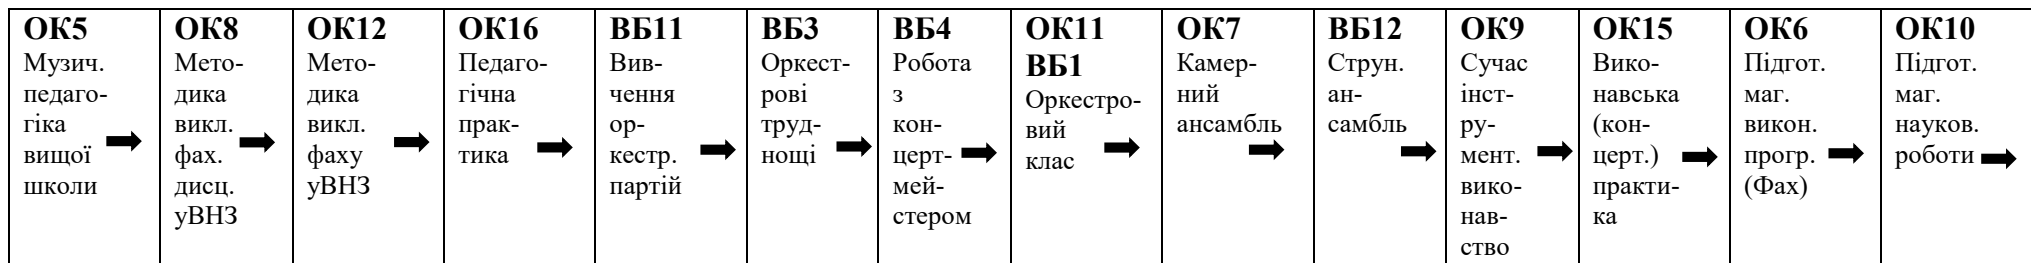 ОК5
Музич.
педаго-
гіка
вищої
школи
ОК8
Мето-
дика
викл.
фах.
дисц.
уВНЗ
ОК12
Мето-
дика
викл.
фаху
уВНЗ
ОК16
Педаго-
гічна
прак-
тика
ВБ11
Вив-
чення
ор-
кестр.
партій
ВБ3
Оркест-
рові
труд-
нощі
ВБ4
Робота
з
кон-
церт-
мей-
стером
ОК11
ВБ1
Оркестро-
вий
клас
ОК7
Камер-
ний
ансамбль
ВБ12
Струн.
ан-
самбль
ОК9
Сучас
інст-
ру-
мент.
вико-
нав-
ство
ОК15
Вико-
навська
(кон-
церт.)
практи-
ка
ОК6
Підгот.
маг.
викон.
прогр.
(Фах)
ОК10
Підгот.
маг.
науков.
роботи